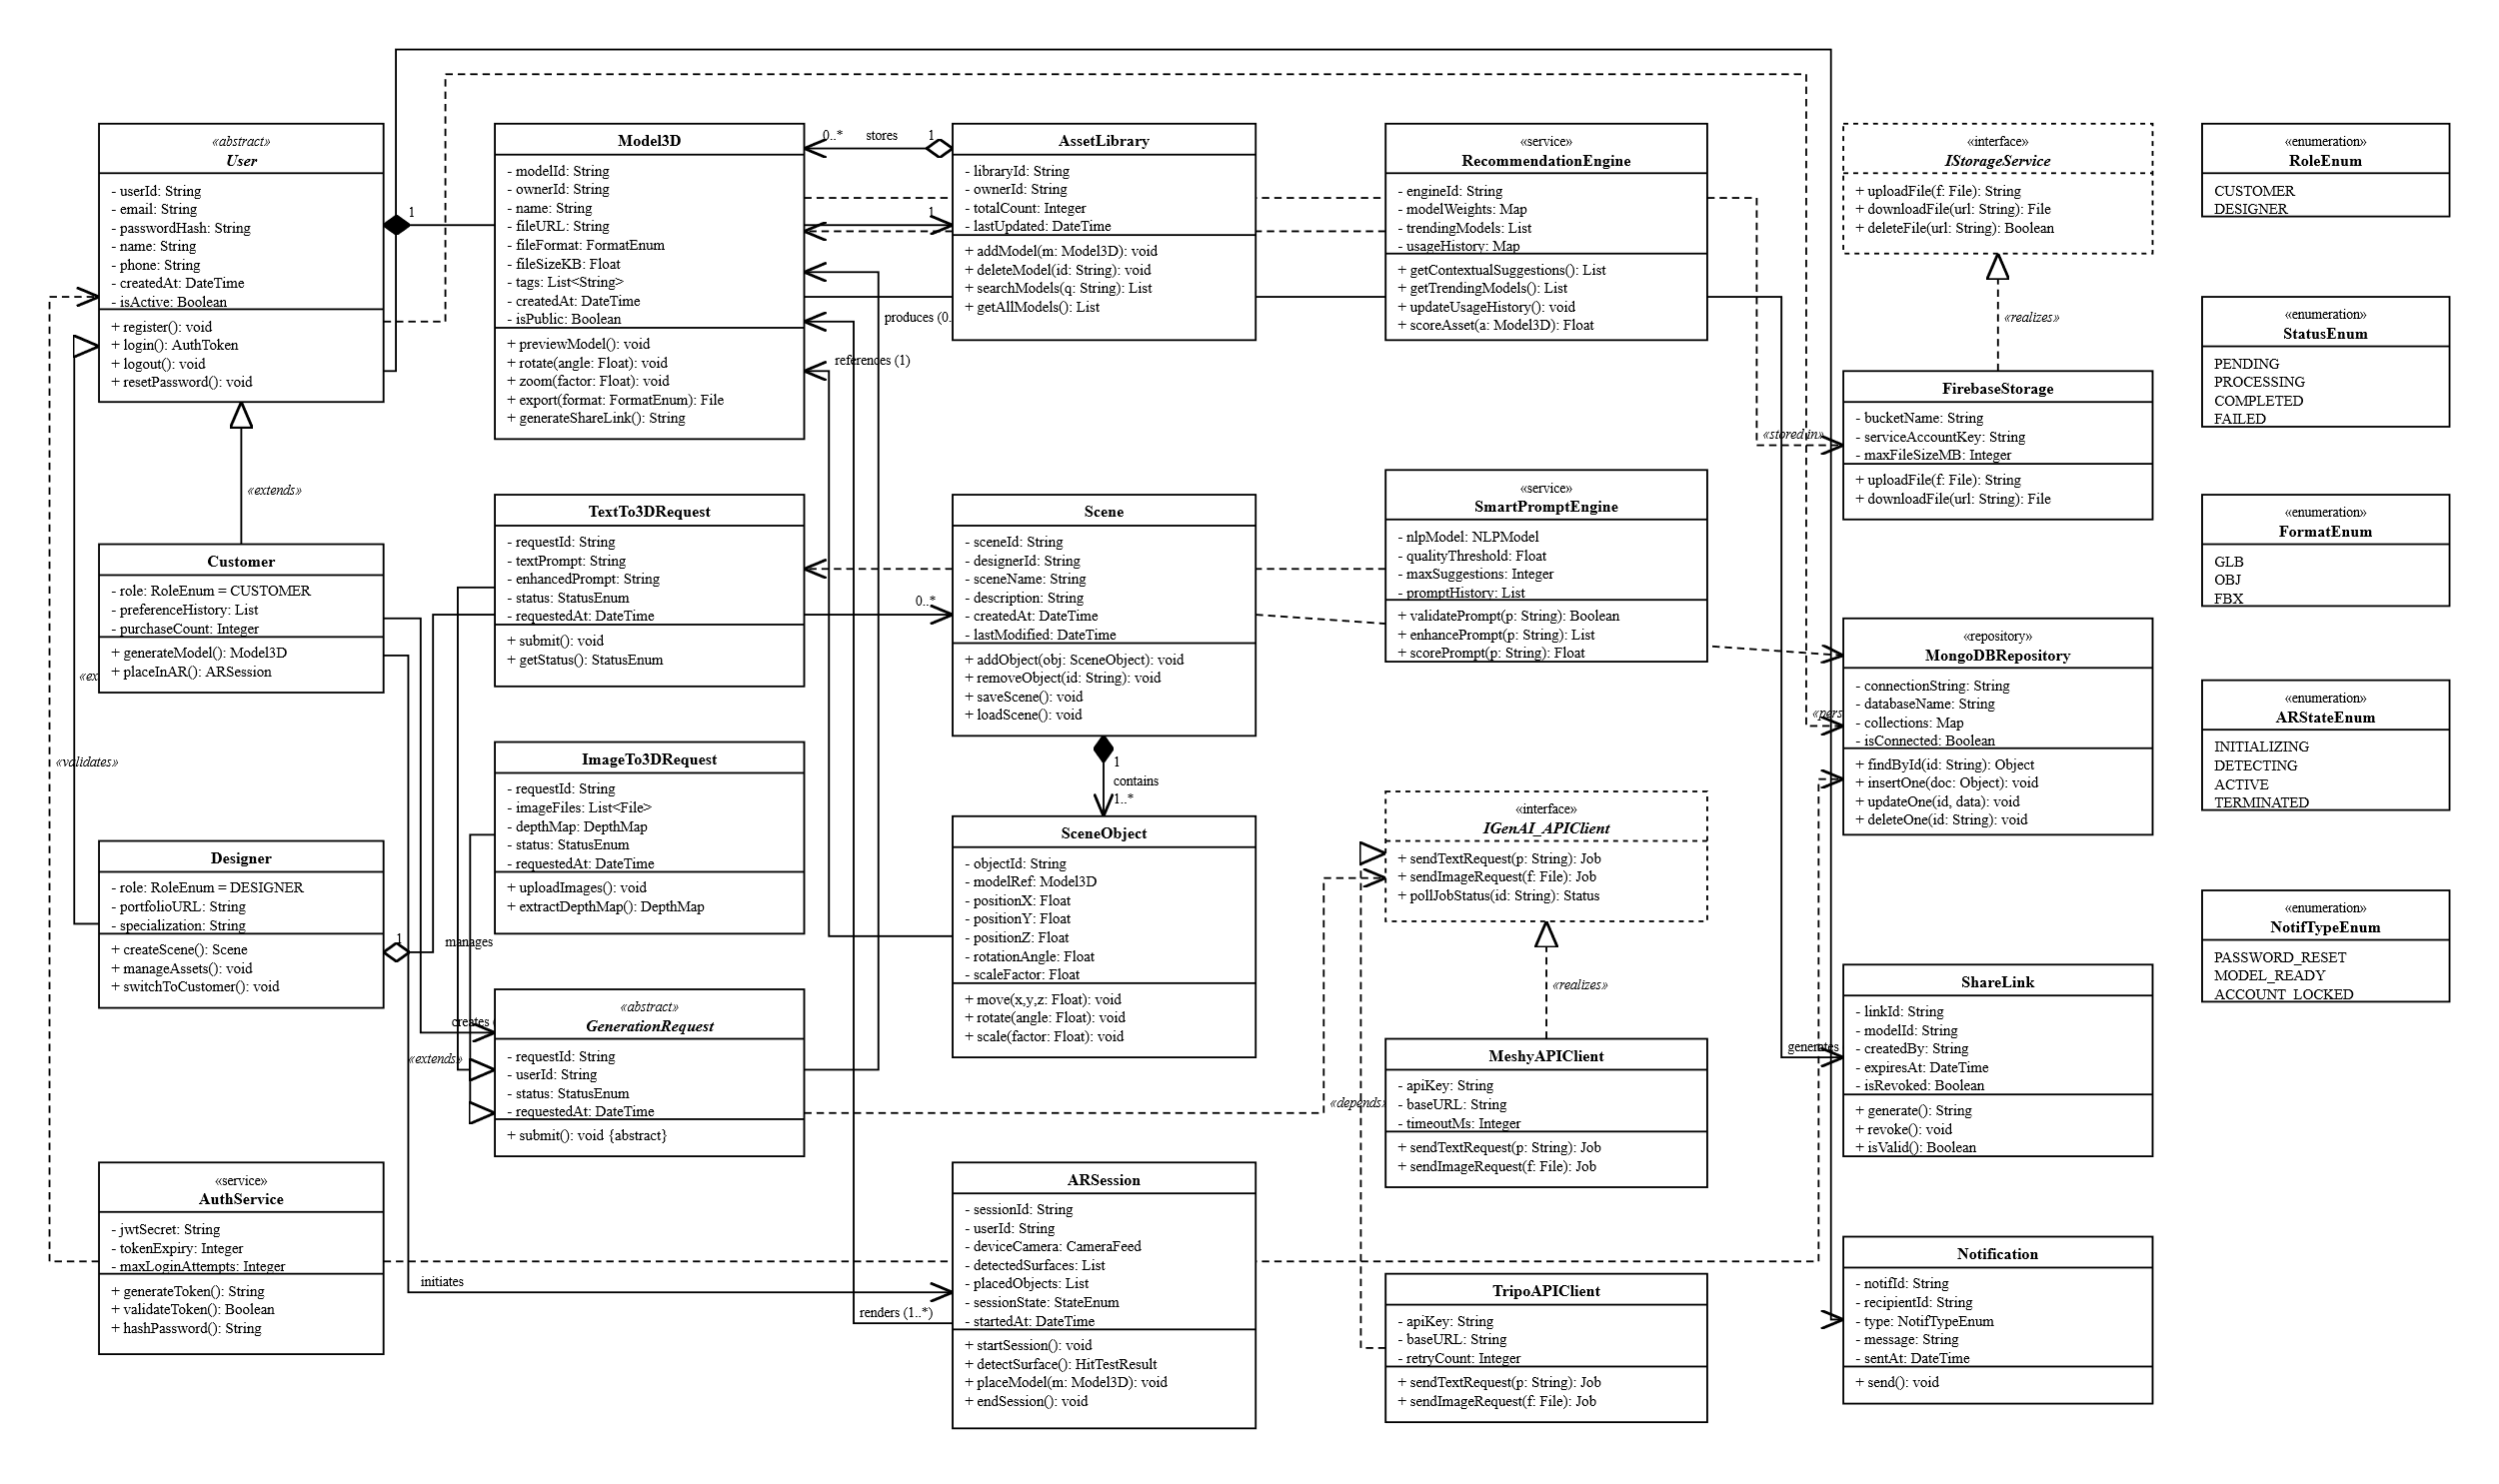 «abstract»
User
- userId: String
- email: String
- passwordHash: String
- name: String
- phone: String
- createdAt: DateTime
- isActive: Boolean
+ register(): void
+ login(): AuthToken
+ logout(): void
+ resetPassword(): void
1
Model3D
- modelId: String
- ownerId: String
- name: String
- fileURL: String
- fileFormat: FormatEnum
- fileSizeKB: Float
- tags: List<String>
- createdAt: DateTime
- isPublic: Boolean
+ previewModel(): void
+ rotate(angle: Float): void
+ zoom(factor: Float): void
+ export(format: FormatEnum): File
+ generateShareLink(): String
0..*
stores
1
1
produces (0.
references (1)
AssetLibrary
- libraryId: String
- ownerId: String
- totalCount: Integer
- lastUpdated: DateTime
+ addModel(m: Model3D): void
+ deleteModel(id: String): void
+ searchModels(q: String): List
+ getAllModels(): List
«service»
RecommendationEngine
- engineId: String
- modelWeights: Map
- trendingModels: List
- usageHistory: Map
+ getContextualSuggestions(): List
+ getTrendingModels(): List
+ updateUsageHistory(): void
+ scoreAsset(a: Model3D): Float
«interface»
IStorageService
+ uploadFile(f: File): String
+ downloadFile(url: String): File
+ deleteFile(url: String): Boolean
«realizes»
«stored in»
FirebaseStorage
- bucketName: String
- serviceAccountKey: String
- maxFileSizeMB: Integer
+ uploadFile(f: File): String
+ downloadFile(url: String): File
«enumeration»
RoleEnum
CUSTOMER
DESIGNER
«enumeration»
StatusEnum
PENDING
PROCESSING
COMPLETED
FAILED
«enumeration»
FormatEnum
GLB
OBJ
FBX
«extends»
Customer
- role: RoleEnum = CUSTOMER
- preferenceHistory: List
- purchaseCount: Integer
+ generateModel(): Model3D
+ placeInAR(): ARSession
«ex
«validates»
TextTo3DRequest
- requestId: String
- textPrompt: String
- enhancedPrompt: String
- status: StatusEnum
- requestedAt: DateTime
+ submit(): void
+ getStatus(): StatusEnum
0..*
Scene
- sceneId: String
- designerId: String
- sceneName: String
- description: String
- createdAt: DateTime
- lastModified: DateTime
+ addObject(obj: SceneObject): void
+ removeObject(id: String): void
+ saveScene(): void
+ loadScene(): void
1
contains
1..*
«service»
SmartPromptEngine
- nlpModel: NLPModel
- qualityThreshold: Float
- maxSuggestions: Integer
- promptHistory: List
+ validatePrompt(p: String): Boolean
+ enhancePrompt(p: String): List
+ scorePrompt(p: String): Float
«repository»
MongoDBRepository
- connectionString: String
- databaseName: String
- collections: Map
- isConnected: Boolean
+ findById(id: String): Object
+ insertOne(doc: Object): void
+ updateOne(id, data): void
+ deleteOne(id: String): void
«pers
«enumeration»
ARStateEnum
INITIALIZING
DETECTING
ACTIVE
TERMINATED
ImageTo3DRequest
- requestId: String
- imageFiles: List<File>
- depthMap: DepthMap
- status: StatusEnum
- requestedAt: DateTime
+ uploadImages(): void
+ extractDepthMap(): DepthMap
Designer
- role: RoleEnum = DESIGNER
- portfolioURL: String
- specialization: String
+ createScene(): Scene
+ manageAssets(): void
+ switchToCustomer(): void
1
manages
creates
«extends»
SceneObject
- objectId: String
- modelRef: Model3D
- positionX: Float
- positionY: Float
- positionZ: Float
- rotationAngle: Float
- scaleFactor: Float
+ move(x,y,z: Float): void
+ rotate(angle: Float): void
+ scale(factor: Float): void
«interface»
IGenAI_APIClient
+ sendTextRequest(p: String): Job
+ sendImageRequest(f: File): Job
+ pollJobStatus(id: String): Status
«realizes»
«enumeration»
NotifTypeEnum
PASSWORD_RESET
MODEL_READY
ACCOUNT_LOCKED
«abstract»
GenerationRequest
- requestId: String
- userId: String
- status: StatusEnum
- requestedAt: DateTime
+ submit(): void {abstract}
«depends
MeshyAPIClient
- apiKey: String
- baseURL: String
- timeoutMs: Integer
+ sendTextRequest(p: String): Job
+ sendImageRequest(f: File): Job
generates
ShareLink
- linkId: String
- modelId: String
- createdBy: String
- expiresAt: DateTime
- isRevoked: Boolean
+ generate(): String
+ revoke(): void
+ isValid(): Boolean
«service»
AuthService
- jwtSecret: String
- tokenExpiry: Integer
- maxLoginAttempts: Integer
+ generateToken(): String
+ validateToken(): Boolean
+ hashPassword(): String
initiates
renders (1..*)
ARSession
- sessionId: String
- userId: String
- deviceCamera: CameraFeed
- detectedSurfaces: List
- placedObjects: List
- sessionState: StateEnum
- startedAt: DateTime
+ startSession(): void
+ detectSurface(): HitTestResult
+ placeModel(m: Model3D): void
+ endSession(): void
TripoAPIClient
- apiKey: String
- baseURL: String
- retryCount: Integer
+ sendTextRequest(p: String): Job
+ sendImageRequest(f: File): Job
Notification
- notifId: String
- recipientId: String
- type: NotifTypeEnum
- message: String
- sentAt: DateTime
+ send(): void